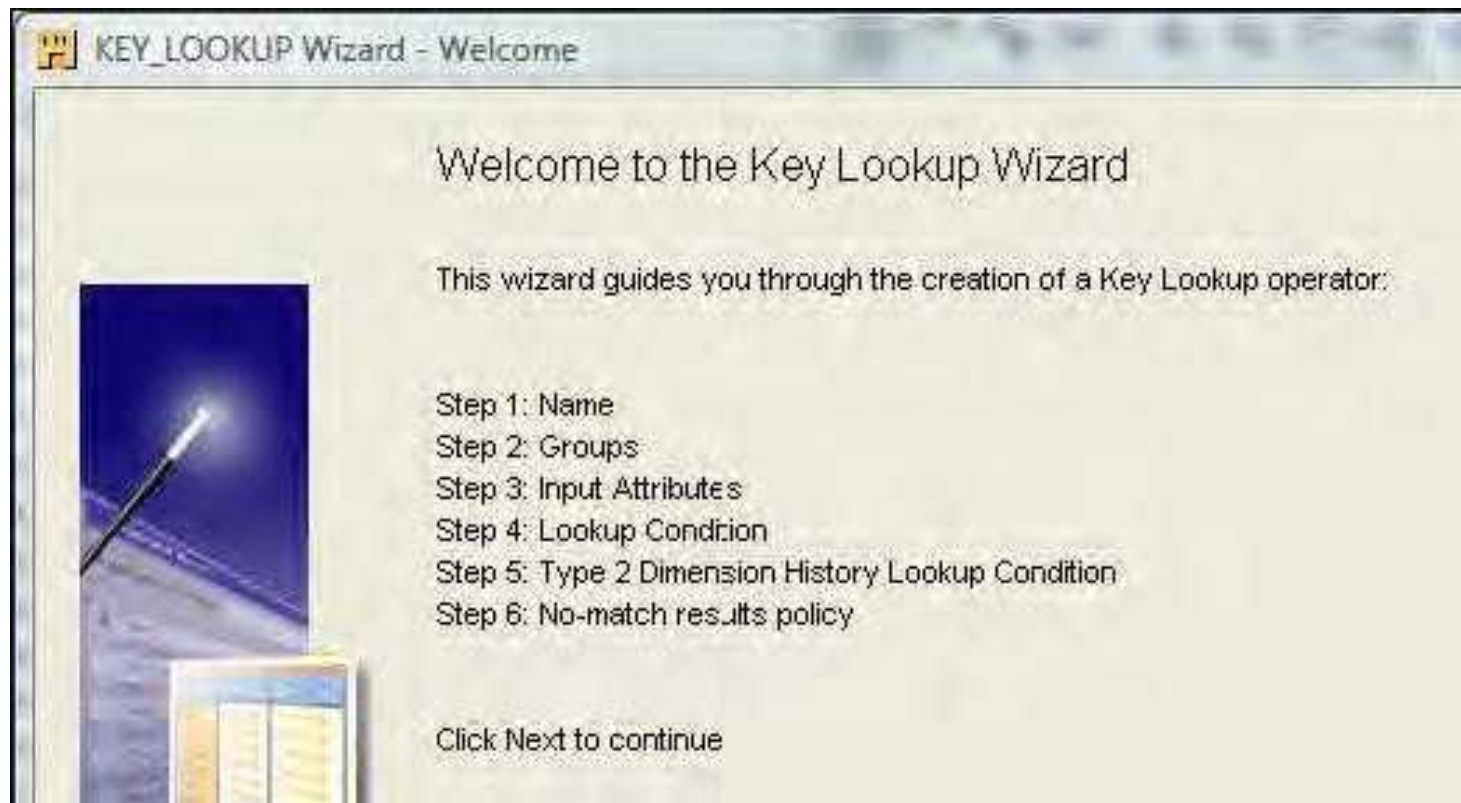 KEY_LOOKUP Wizard - Welcome
Welcome to the Key Lookup Wizard
This wizard guides you through the creation of a Key Lookup operator:
Step 1: Name
Step 2: Groups
Step 3: Input Attributes
Step 4: Lookup Condition
Step 5: Type 2 Dimension History Lookup Condition
Step 6: No-match results policy
Click Next to continue